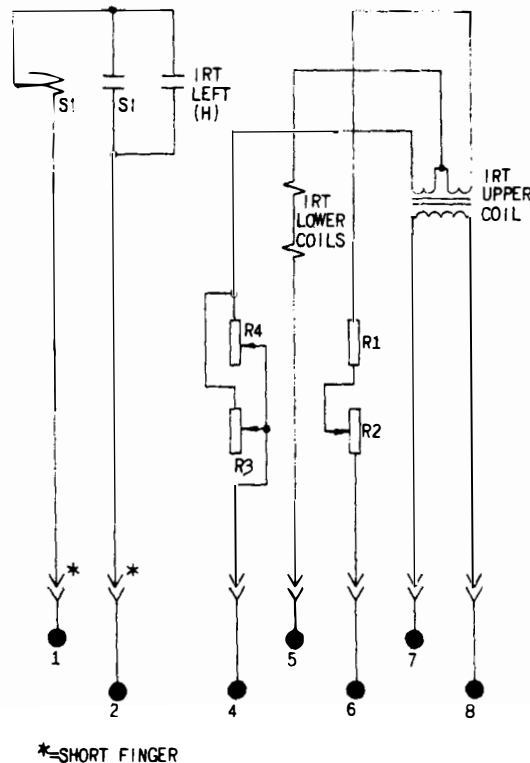 S1
S1
IRT
LEFT
(H)
IRT
LOWER
COILS
IRT
UPPER
COIL
R4
R1
R3
R2
*
*
1
2
4
5
6
7
8
*=SHORT FINGER